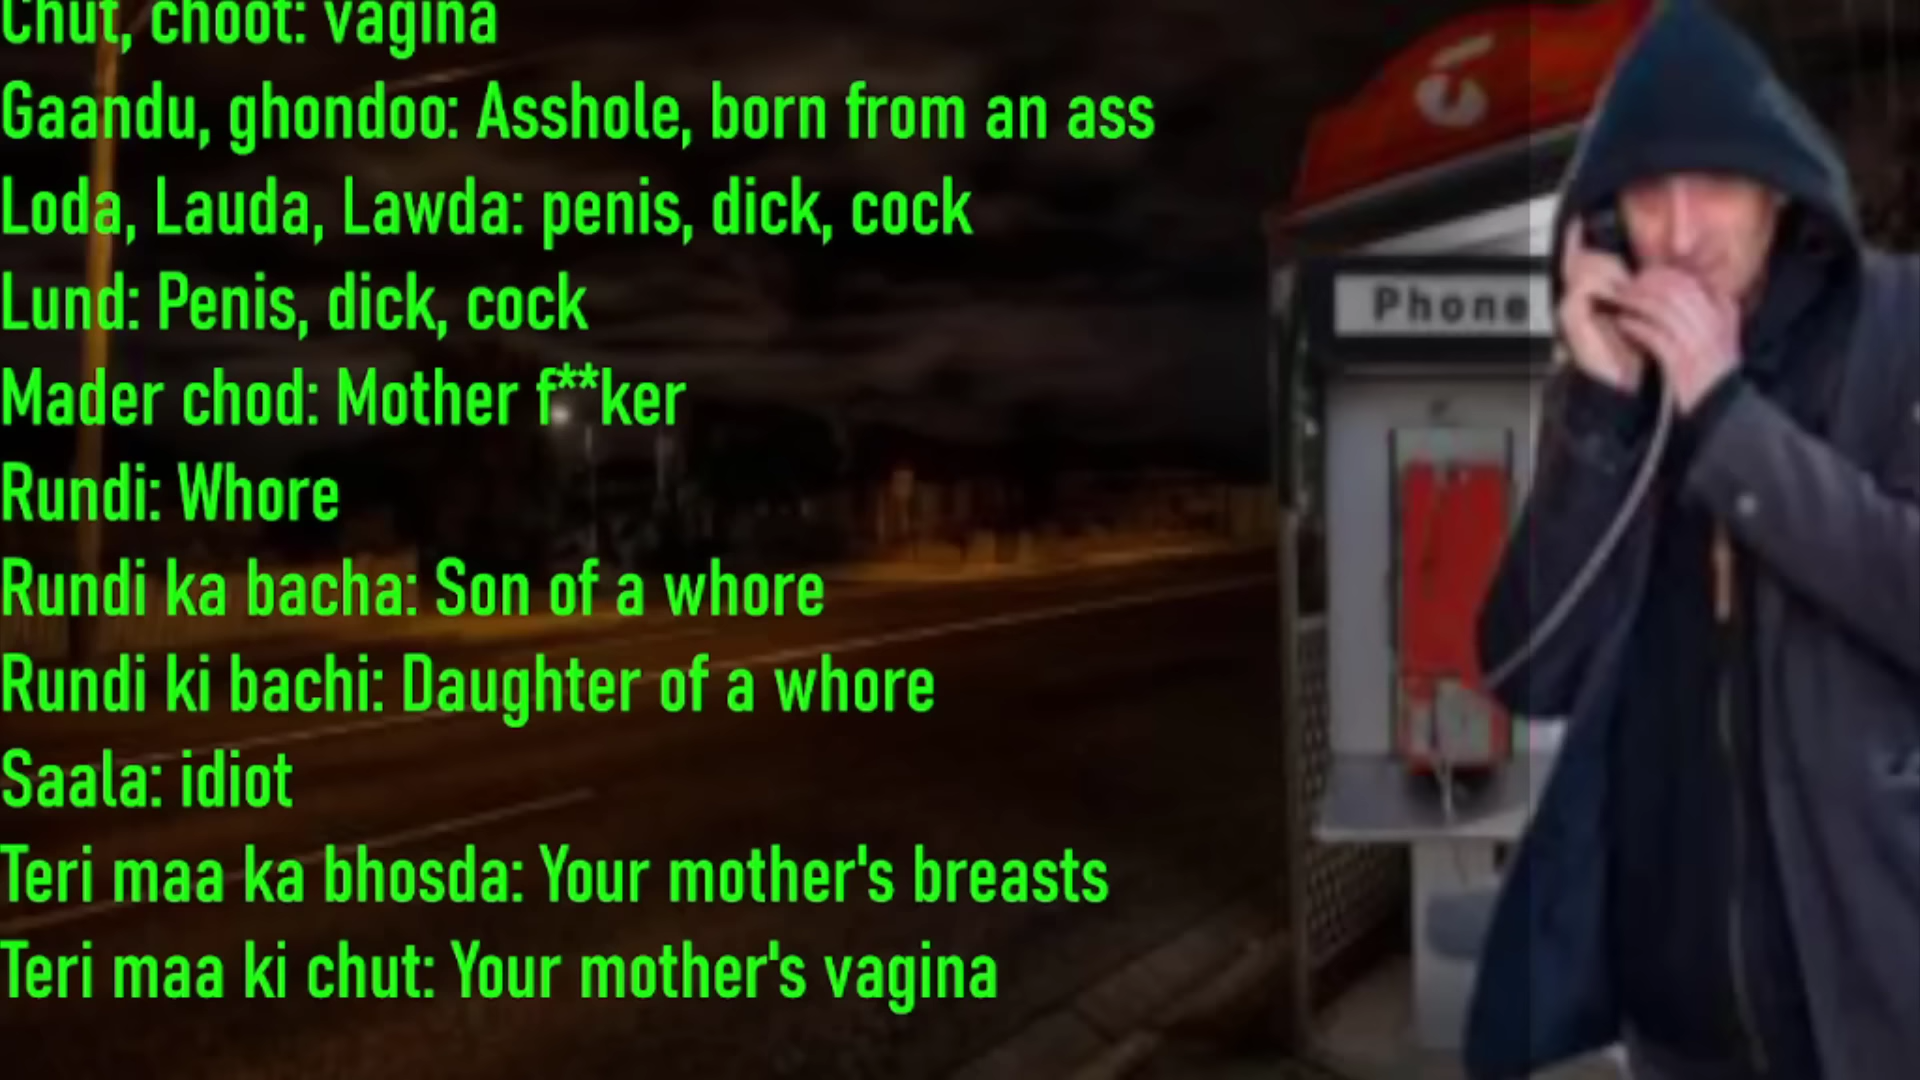 Chut, choot: vagina
Gaandu, ghondoo: Asshole, born from an ass
Loda, Lauda, Lawda: penis, dick, cock
Phone
Lund: Penis, dick, cock
Mader chod: Mother f**ker
Rundi: Whore
Rundi ka bacha: Son of a whore
Rundi ki bachi: Daughter of a whore
Saala: idiot
Teri maa ka bhosda: Your mother's breasts
Teri maa ki chut: Your mother's vagina